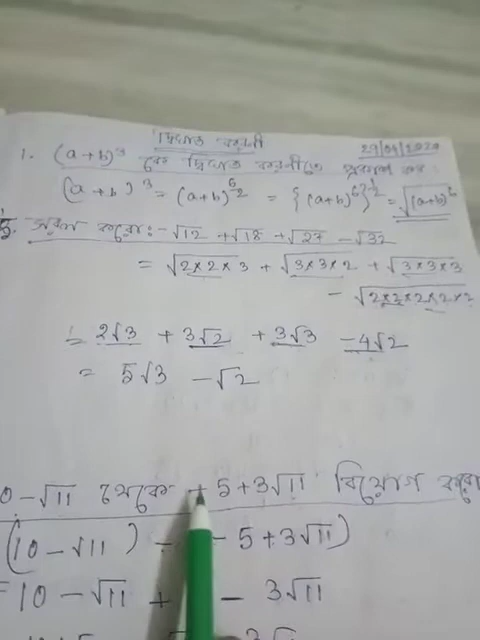 দ্বিঘাত করণী
29/04/2020
1. (a+b)³ কে দ্বিঘাত করণীতে প্রকাশ কর:
(a+b)³ = (a+b)^6/2 = {(a+b)^6}^1/2 = √(a+b)^6
সরল করো:- √12 + √18 + √27 - √32
= √2×2×3 + √3×3×2 + √3×3×3
- √2×2×2×2×2
= 2√3 + 3√2 + 3√3 - 4√2
= 5√3 - √2
0 - √11 থেকে - 5 + 3√11 বিয়োগ করো
(10 - √11) - - 5 + 3√11)
= 10 - √11 + - 3√11